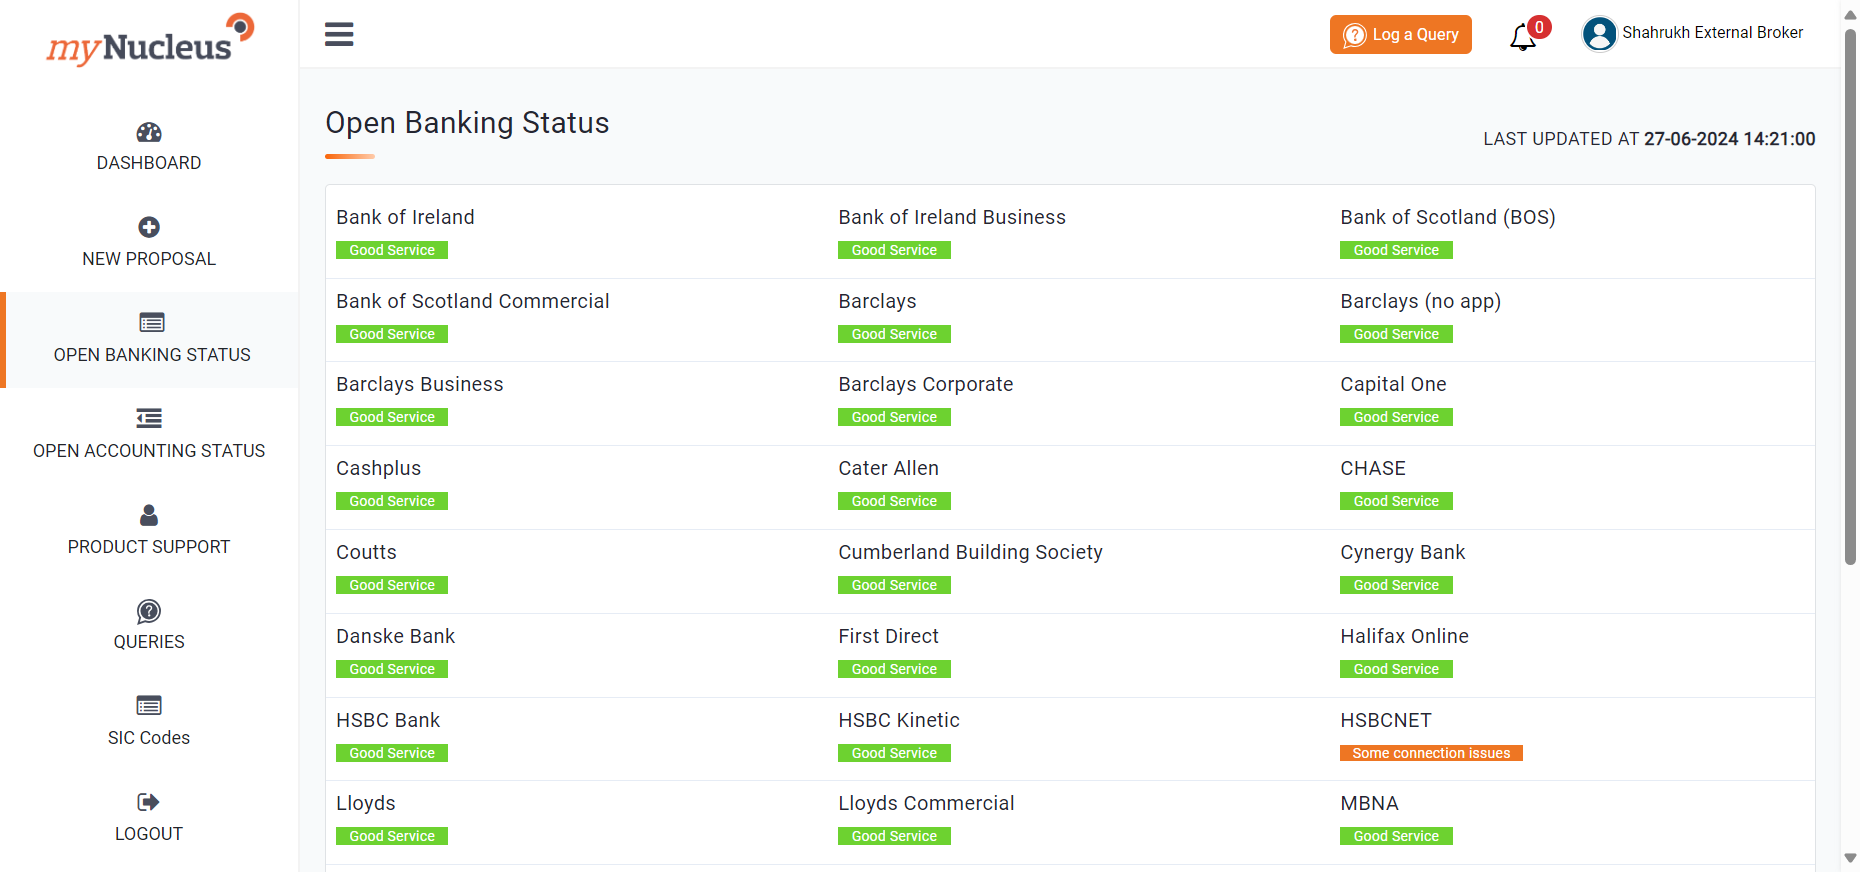 myNucleus
DASHBOARD
NEW PROPOSAL
OPEN BANKING STATUS
OPEN ACCOUNTING STATUS
PRODUCT SUPPORT
QUERIES
SIC Codes
LOGOUT
Log a Query
0
Shahrukh External Broker
Open Banking Status
LAST UPDATED AT 27-06-2024 14:21:00
Bank of Ireland
Good Service
Bank of Ireland Business
Good Service
Bank of Scotland (BOS)
Good Service
Bank of Scotland Commercial
Good Service
Barclays
Good Service
Barclays (no app)
Good Service
Barclays Business
Good Service
Barclays Corporate
Good Service
Capital One
Good Service
Cashplus
Good Service
Cater Allen
Good Service
CHASE
Good Service
Coutts
Good Service
Cumberland Building Society
Good Service
Cynergy Bank
Good Service
Danske Bank
Good Service
First Direct
Good Service
Halifax Online
Good Service
HSBC Bank
Good Service
HSBC Kinetic
Good Service
HSBCNET
Some connection issues
Lloyds
Good Service
Lloyds Commercial
Good Service
MBNA
Good Service